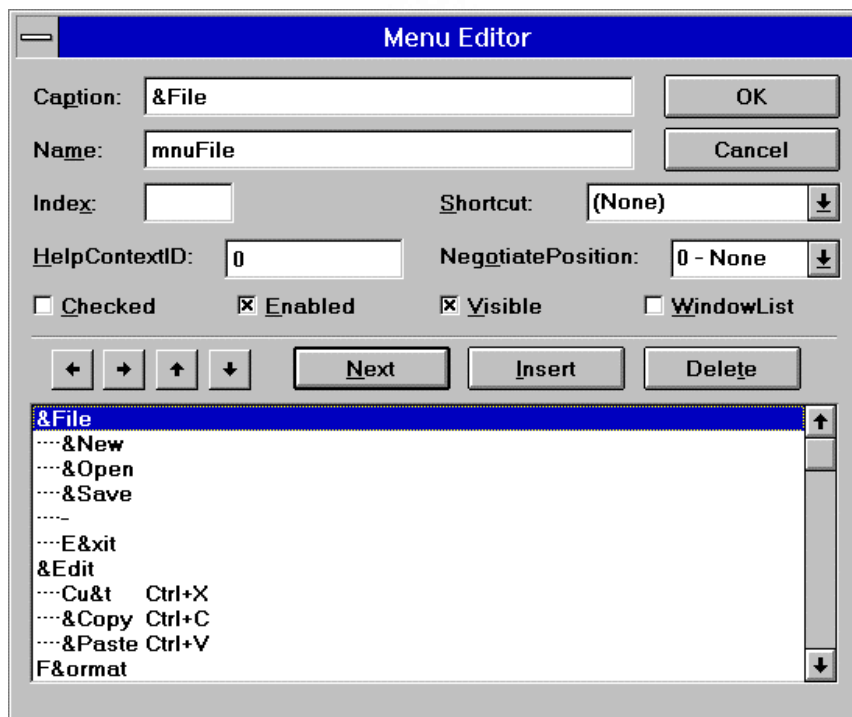 Menu Editor
Caption: &File OK
Name: mnuFile Cancel
Index: Shortcut: (None)
HelpContextID: 0 NegotiatePosition: 0 - None
Checked Enabled Visible WindowList
Next Insert Delete
&File
····&New
····&Open
····&Save
····-
····E&xit
&Edit
····Cu&t Ctrl+X
····&Copy Ctrl+C
····&Paste Ctrl+V
F&ormat